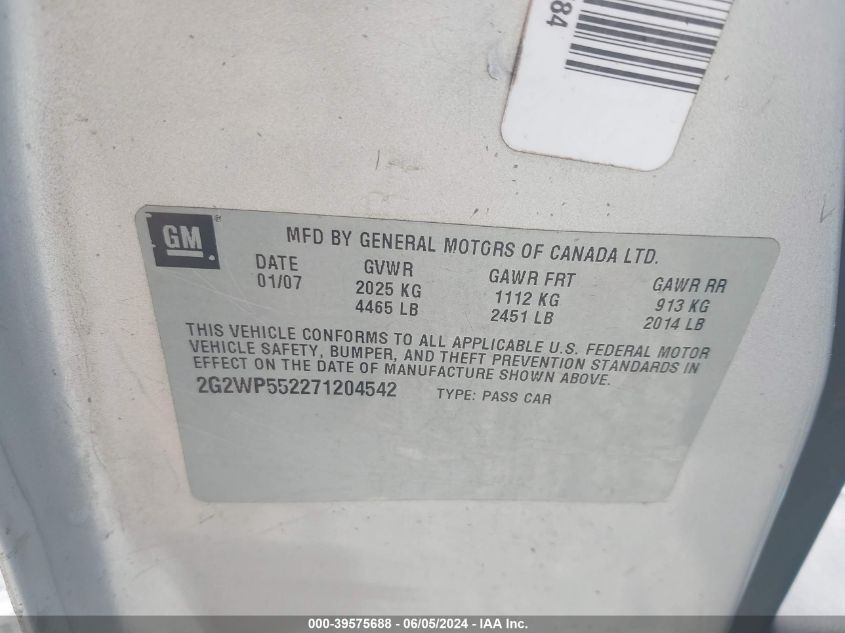 84
GM ®
MFD BY GENERAL MOTORS OF CANADA LTD.
DATE GVWR GAWR FRT GAWR RR
01/07 2025 KG 1112 KG 913 KG
4465 LB 2451 LB 2014 LB
THIS VEHICLE CONFORMS TO ALL APPLICABLE U.S. FEDERAL MOTOR
VEHICLE SAFETY, BUMPER, AND THEFT PREVENTION STANDARDS IN
EFFECT ON THE DATE OF MANUFACTURE SHOWN ABOVE.
2G2WP552271204542 TYPE: PASS CAR
000-39575688 - 06/05/2024 - IAA Inc.